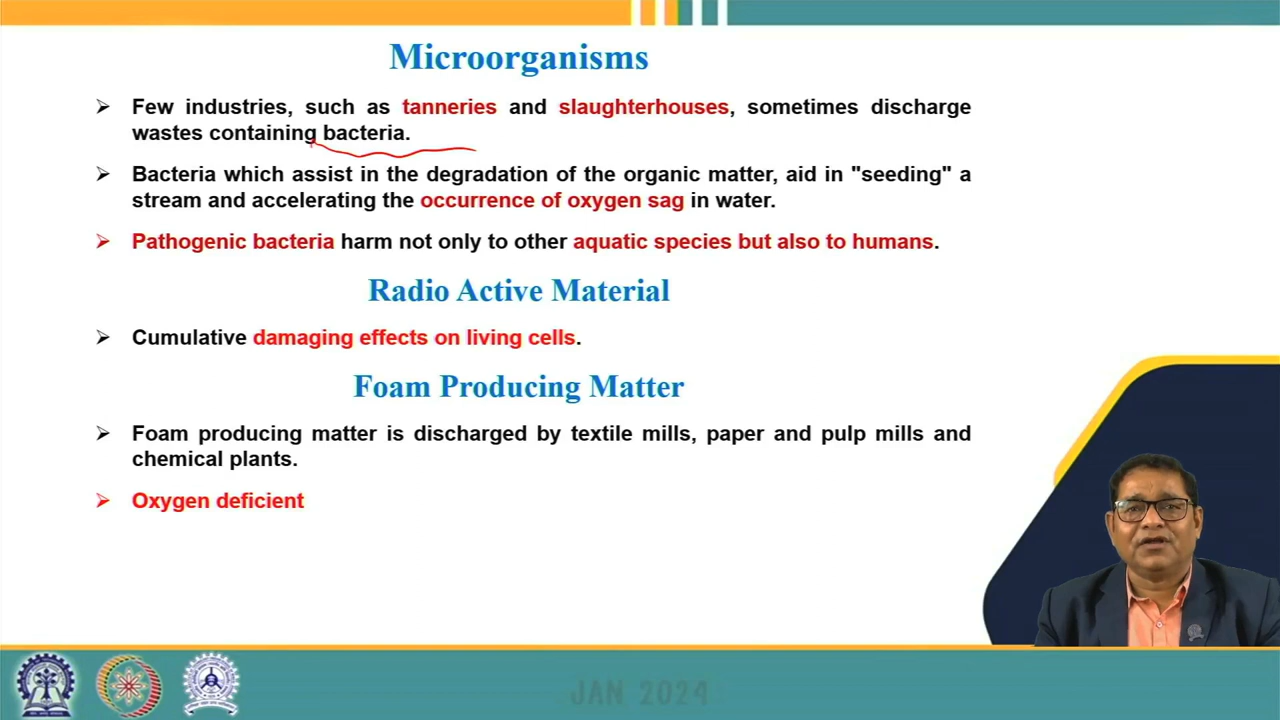 Microorganisms
Few industries, such as tanneries and slaughterhouses, sometimes discharge
wastes containing bacteria.
Bacteria which assist in the degradation of the organic matter, aid in "seeding" a
stream and accelerating the occurrence of oxygen sag in water.
Pathogenic bacteria harm not only to other aquatic species but also to humans.
Radio Active Material
Cumulative damaging effects on living cells.
Foam Producing Matter
Foam producing matter is discharged by textile mills, paper and pulp mills and
chemical plants.
Oxygen deficient
JAN 2024